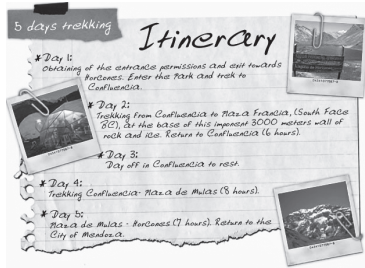 5 days trekking
Itinerary
* Day 1:
Obtaining of the entrance permissions and exit towards
Horcones. Enter the Park and trek to
Confluencia.
* Day 2:
Trekking from Confluencia to Plaza Francia, (South Face
BC), at the base of this imponent 3000 meters wall of
rock and ice. Return to Confluencia (6 hours).
* Day 3:
Day off in Confluencia to rest.
* Day 4:
Trekking Confluencia- Plaza de Mulas (8 hours).
* Day 5:
Plaza de Mulas - Horcones (7 hours). Return to the
City of Mendoza.